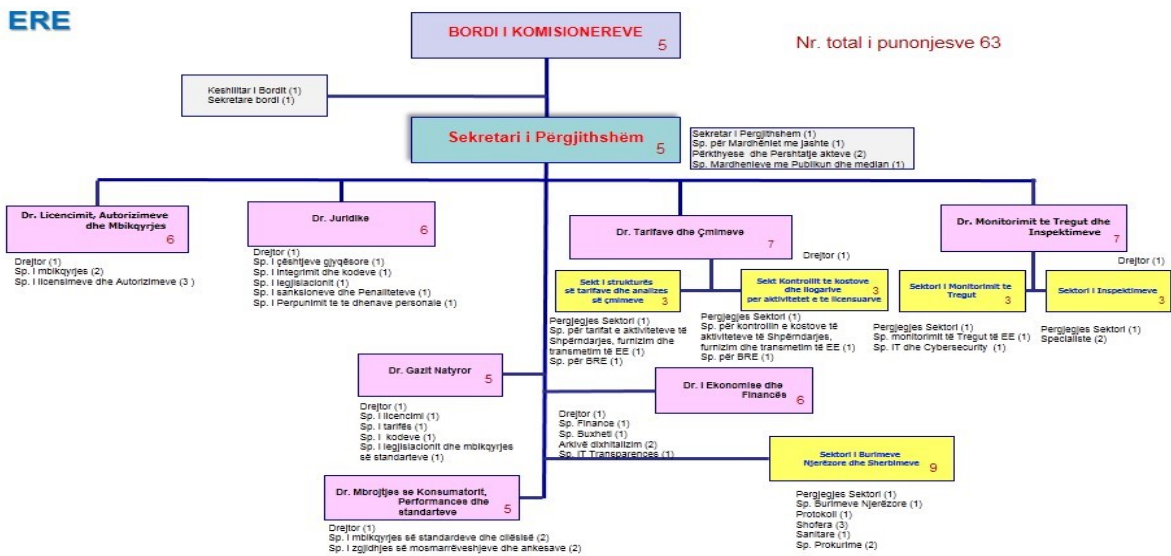 ERE
BORDI I KOMISIONEREVE
5
Nr. total i punonjesve 63
Keshilltar i Bordit (1)
Sekretare bordi (1)
Sekretari i Përgjithshëm
5
Sekretar i Pergjithshem (1)
Sp. për Mardhëniet me jashte (1)
Përkthyese dhe Pershtatje akteve (2)
Sp. Mardhenieve me Publikun dhe median (1)
Dr. Licencimit, Autorizimeve
dhe Mbikqyrjes
6
Drejtor (1)
Sp. I mbikqyrjes (2)
Sp. I licensimeve dhe Autorizimeve (3 )
Dr. Juridike
6
Drejtor (1)
Sp. I çështjeve gjyqësore (1)
Sp. I integrimit dhe kodeve (1)
Sp. I legjislacionit (1)
Sp. I sanksioneve dhe Penaliteteve (1)
Sp. I Perpunimit te te dhenave personale (1)
Dr. Tarifave dhe Çmimeve
7
Drejtori (1)
Sekt i strukturës
së tarifave dhe analizes
së çmimeve
3
Pergjegjes Sektori (1)
Sp. për tarifat e aktiviteteve të
Shpërndarjes, furnizim dhe
transmetim të EE (1)
Sp. për BRE (1)
Sekt Kontrollit te kostove
dhe llogarive
per aktivitetet e te licensuarve
3
Pergjegjes Sektori (1)
Sp. për kontrollin e kostove të
aktiviteteve të Shpërndarjes,
furnizim dhe transmetim të EE (1)
Sp. për BRE (1)
Dr. Monitorimit te Tregut dhe
Inspektimeve
7
Drejtori (1)
Sektori i Monitorimit te
Tregut
3
Pergjegjes Sektori (1)
Sp. monitorimit të Tregut të EE (1)
Sp. IT dhe Cybersecurity (1)
Sektori i Inspektimeve
3
Pergjegjes Sektori (1)
Specialiste (2)
Dr. Gazit Natyror
5
Drejtor (1)
Sp. I licencimi (1)
Sp. I tarifës (1)
Sp. I kodeve (1)
Sp. I legjislacionit dhe mbikqyrjes
së standarteve (1)
Dr. I Ekonomise dhe
Financës
6
Drejtor (1)
Sp. Finance (1)
Sp. Buxheti (1)
Arkivë dixhitalizim (2)
Sp. IT Transparencës (1)
Sektori i Burimeve
Njerëzore dhe Sherbimeve
9
Pergjegjes Sektori (1)
Sp. Burimeve Njerëzore (1)
Protokoll (1)
Shofera (3)
Sanitare (1)
Sp. Prokurime (2)
Dr. Mbrojtjes se Konsumatorit,
Performances dhe
standarteve
5
Drejtor (1)
Sp. I mbikqyrjes së standardeve dhe cilësisë (2)
Sp. I zgjidhjes së mosmarrëveshjeve dhe ankesave (2)